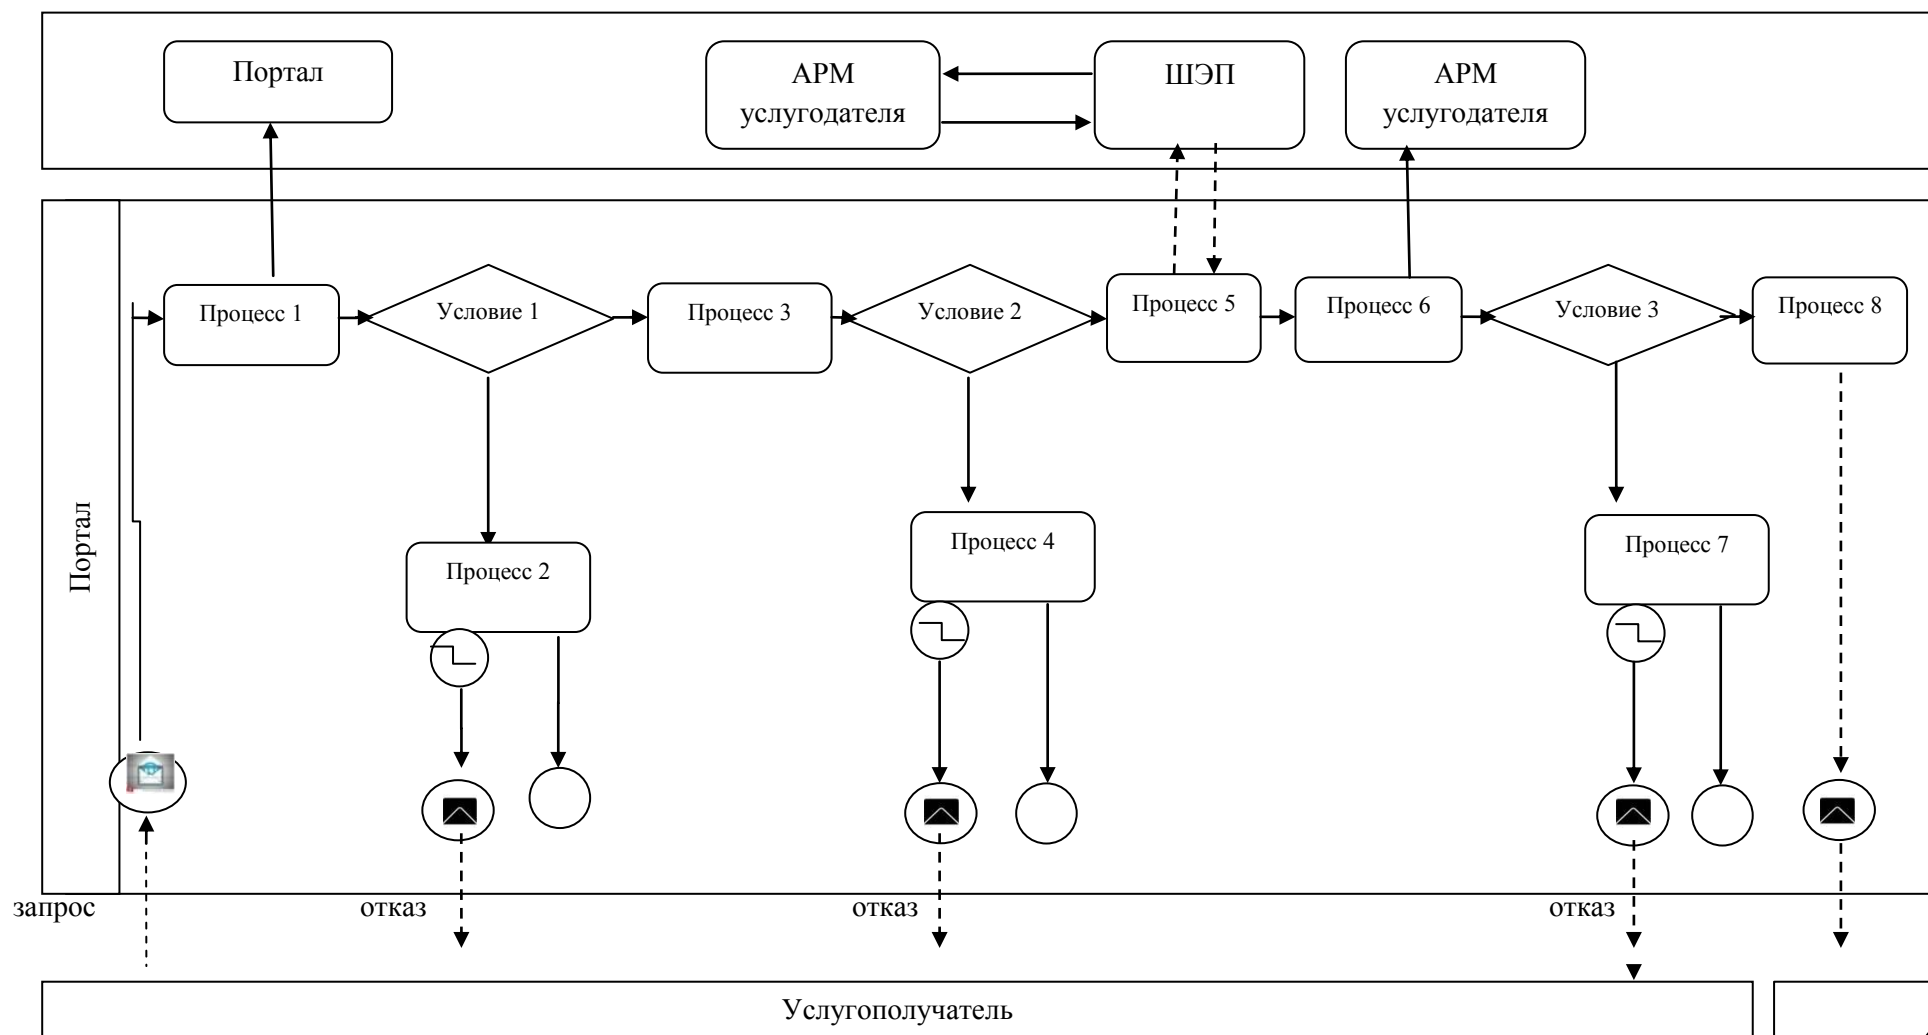 Портал
АРМ
услугодателя
ШЭП
АРМ
услугодателя
Процесс 1
Условие 1
Процесс 3
Условие 2
Процесс 5
Процесс 6
Условие 3
Процесс 8
Портал
Процесс 2
Процесс 4
Процесс 7
запрос
отказ
отказ
отказ
Услугополучатель